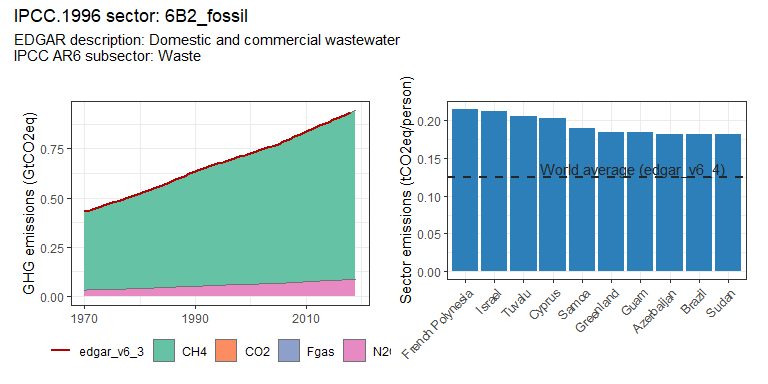 IPCC.1996 sector: 6B2_fossil
EDGAR description: Domestic and commercial wastewater
IPCC AR6 subsector: Waste
GHG emissions (GtCO2eq)
0.75
0.50
0.25
0.00
1970
1990
2010
edgar_v6_3
CH4
CO2
Fgas
Sector emissions (tCO2eq/person)
0.20
0.15
0.10
0.05
0.00
World average (edgar_v6_4)
French Polynesia
Israel
Tuvalu
Cyprus
Samoa
Greenland
Guam
Azerbaijan
Brazil
Sudan